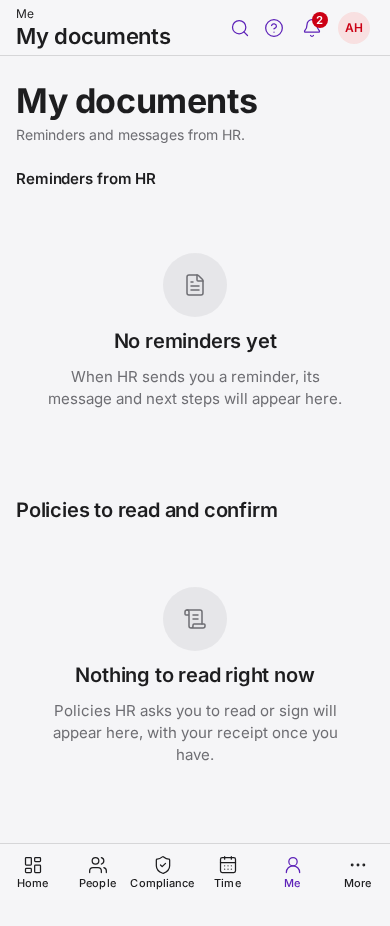 Me
My documents
2
AH
My documents
Reminders and messages from HR.
Reminders from HR
No reminders yet
When HR sends you a reminder, its
message and next steps will appear here.
Policies to read and confirm
Nothing to read right now
Policies HR asks you to read or sign will
appear here, with your receipt once you
have.
Home
People
Compliance
Time
Me
More